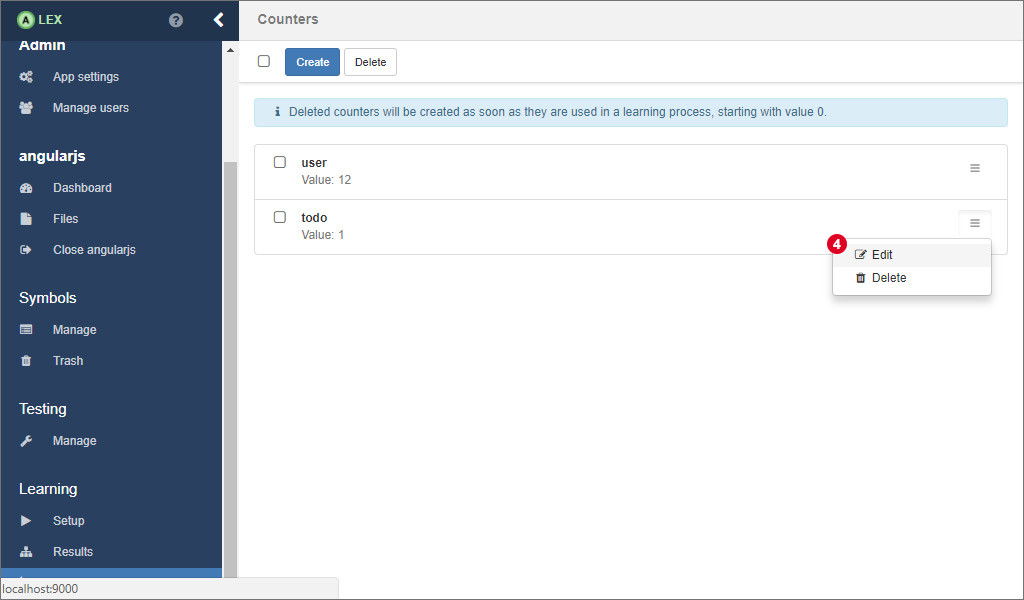 A LEX ?
Admin
App settings
Manage users
angularjs
Dashboard
Files
Close angularjs
Symbols
Manage
Trash
Testing
Manage
Learning
Setup
Results
localhost:9000
Counters
Create Delete
Deleted counters will be created as soon as they are used in a learning process, starting with value 0.
user
Value: 12
todo
Value: 1
4
Edit
Delete